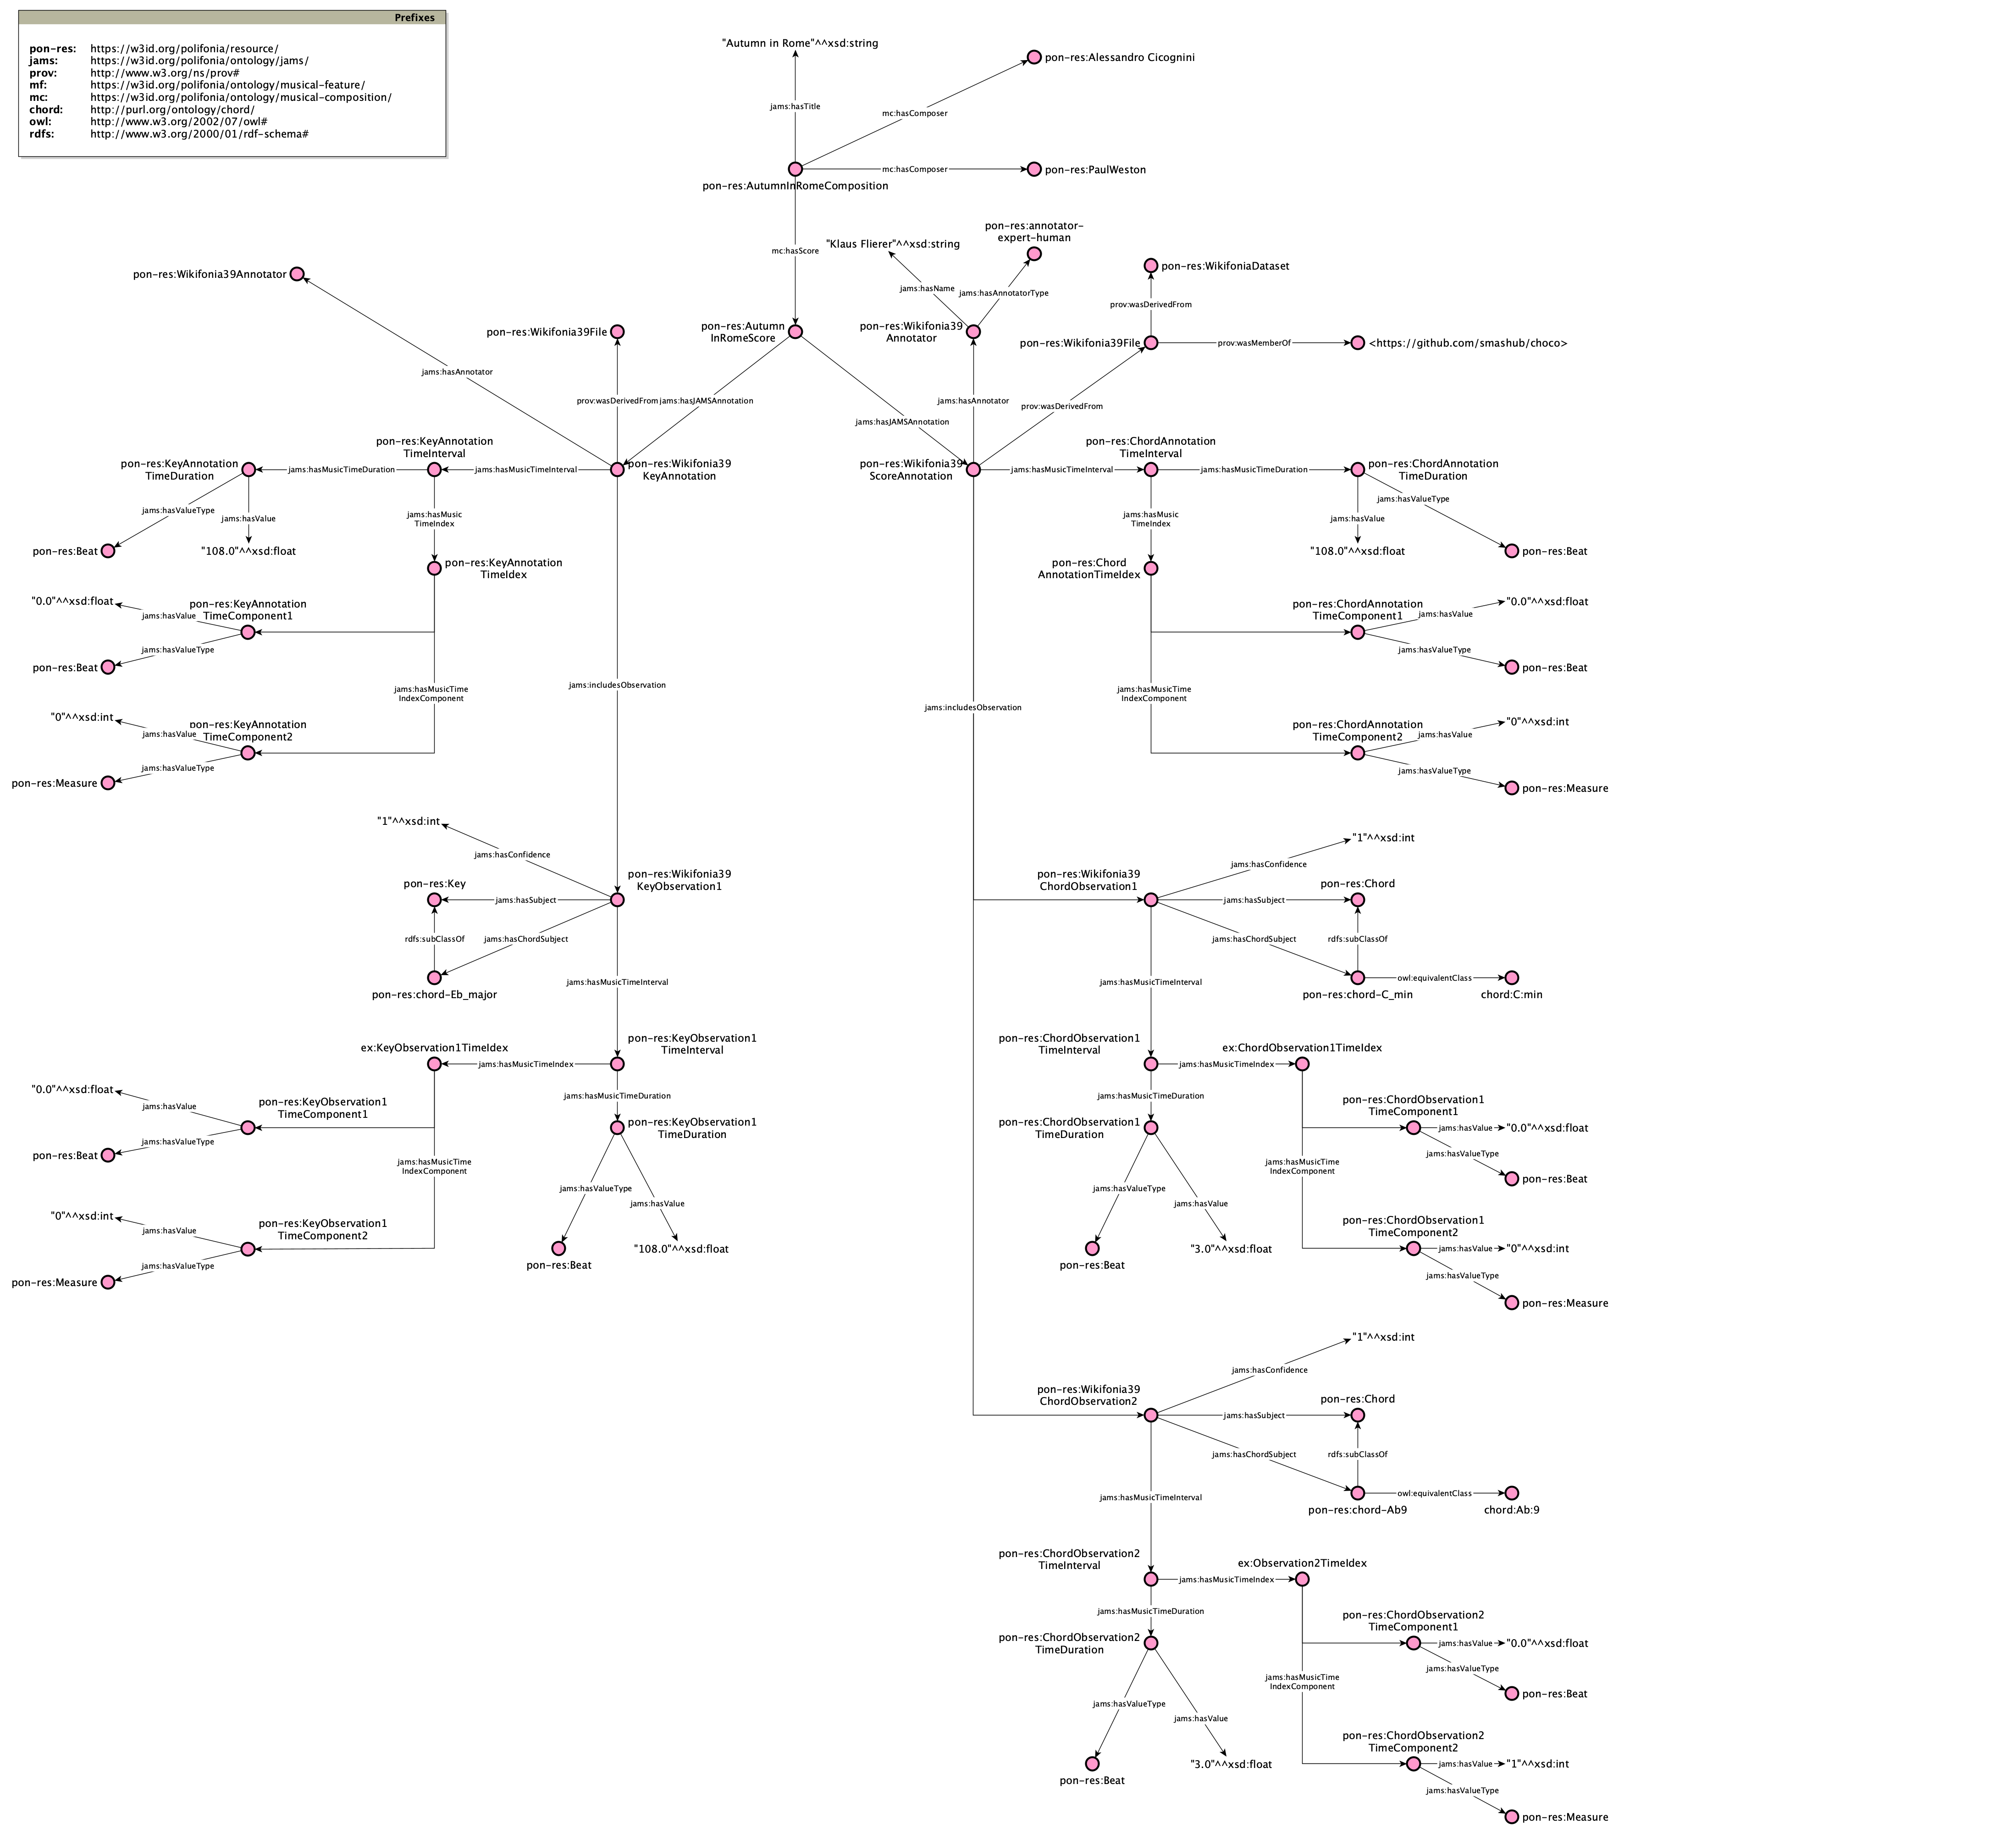 Prefixes
pon-res: https://w3id.org/polifonia/resource/
jams: https://w3id.org/polifonia/ontology/jams/
prov: http://www.w3.org/ns/prov#
mf: https://w3id.org/polifonia/ontology/musical-feature/
mc: https://w3id.org/polifonia/ontology/musical-composition/
chord: http://purl.org/ontology/chord/
owl: http://www.w3.org/2002/07/owl#
rdfs: http://www.w3.org/2000/01/rdf-schema#
"Autumn in Rome"^^xsd:string
pon-res:Alessandro Cicognini
jams:hasTitle
mc:hasComposer
mc:hasComposer
pon-res:PaulWeston
pon-res:AutumnInRomeComposition
mc:hasScore
pon-res:Autumn
InRomeScore
"Klaus Flierer"^^xsd:string
pon-res:annotator-
expert-human
jams:hasName
jams:hasAnnotatorType
pon-res:Wikifonia39
Annotator
pon-res:WikifoniaDataset
prov:wasDerivedFrom
pon-res:Wikifonia39File
prov:wasMemberOf
<https://github.com/smashub/choco>
pon-res:Wikifonia39Annotator
pon-res:Wikifonia39File
jams:hasAnnotator
prov:wasDerivedFrom
jams:hasJAMSAnnotation
jams:hasJAMSAnnotation
jams:hasAnnotator
prov:wasDerivedFrom
pon-res:KeyAnnotation
TimeDuration
jams:hasMusicTimeDuration
pon-res:KeyAnnotation
TimeInterval
jams:hasMusicTimeInterval
pon-res:Wikifonia39
KeyAnnotation
jams:hasValueType
jams:hasValue
pon-res:Beat
"108.0"^^xsd:float
jams:hasMusic
TimeIndex
pon-res:KeyAnnotation
TimeIdex
"0.0"^^xsd:float
jams:hasValue
pon-res:KeyAnnotation
TimeComponent1
jams:hasValueType
pon-res:Beat
jams:hasMusicTime
IndexComponent
"0"^^xsd:int
jams:hasValue
pon-res:KeyAnnotation
TimeComponent2
jams:hasValueType
pon-res:Measure
jams:includesObservation
pon-res:Wikifonia39
ScoreAnnotation
jams:hasMusicTimeInterval
pon-res:ChordAnnotation
TimeInterval
jams:hasMusicTimeDuration
pon-res:ChordAnnotation
TimeDuration
jams:hasValueType
jams:hasValue
"108.0"^^xsd:float
pon-res:Beat
jams:hasMusic
TimeIndex
pon-res:Chord
AnnotationTimeIdex
pon-res:ChordAnnotation
TimeComponent1
jams:hasValue
"0.0"^^xsd:float
jams:hasValueType
pon-res:Beat
jams:hasMusicTime
IndexComponent
pon-res:ChordAnnotation
TimeComponent2
jams:hasValue
"0"^^xsd:int
jams:hasValueType
pon-res:Measure
jams:includesObservation
"1"^^xsd:int
jams:hasConfidence
pon-res:Wikifonia39
KeyObservation1
pon-res:Key
jams:hasSubject
rdfs:subClassOf
jams:hasChordSubject
pon-res:chord-Eb_major
jams:hasMusicTimeInterval
pon-res:KeyObservation1
TimeInterval
ex:KeyObservation1TimeIdex
jams:hasMusicTimeIndex
jams:hasMusicTimeDuration
pon-res:KeyObservation1
TimeDuration
"0.0"^^xsd:float
jams:hasValue
pon-res:KeyObservation1
TimeComponent1
jams:hasValueType
pon-res:Beat
jams:hasMusicTime
IndexComponent
"0"^^xsd:int
jams:hasValue
pon-res:KeyObservation1
TimeComponent2
jams:hasValueType
pon-res:Measure
jams:hasValueType
jams:hasValue
pon-res:Beat
"108.0"^^xsd:float
pon-res:Wikifonia39
ChordObservation1
jams:hasConfidence
"1"^^xsd:int
jams:hasSubject
pon-res:Chord
jams:hasChordSubject
rdfs:subClassOf
owl:equivalentClass
pon-res:chord-C_min
chord:C:min
jams:hasMusicTimeInterval
pon-res:ChordObservation1
TimeInterval
jams:hasMusicTimeIndex
ex:ChordObservation1TimeIdex
jams:hasMusicTimeDuration
pon-res:ChordObservation1
TimeDuration
pon-res:ChordObservation1
TimeComponent1
jams:hasValue
"0.0"^^xsd:float
jams:hasValueType
pon-res:Beat
jams:hasMusicTime
IndexComponent
jams:hasValueType
jams:hasValue
pon-res:Beat
"3.0"^^xsd:float
pon-res:ChordObservation1
TimeComponent2
jams:hasValue
"0"^^xsd:int
jams:hasValueType
pon-res:Measure
pon-res:Wikifonia39
ChordObservation2
jams:hasConfidence
"1"^^xsd:int
jams:hasSubject
pon-res:Chord
jams:hasChordSubject
rdfs:subClassOf
owl:equivalentClass
pon-res:chord-Ab9
chord:Ab:9
jams:hasMusicTimeInterval
pon-res:ChordObservation2
TimeInterval
jams:hasMusicTimeIndex
ex:Observation2TimeIdex
jams:hasMusicTimeDuration
pon-res:ChordObservation2
TimeDuration
pon-res:ChordObservation2
TimeComponent1
jams:hasValue
"0.0"^^xsd:float
jams:hasValueType
pon-res:Beat
jams:hasMusicTime
IndexComponent
jams:hasValueType
jams:hasValue
pon-res:Beat
"3.0"^^xsd:float
pon-res:ChordObservation2
TimeComponent2
jams:hasValue
"1"^^xsd:int
jams:hasValueType
pon-res:Measure